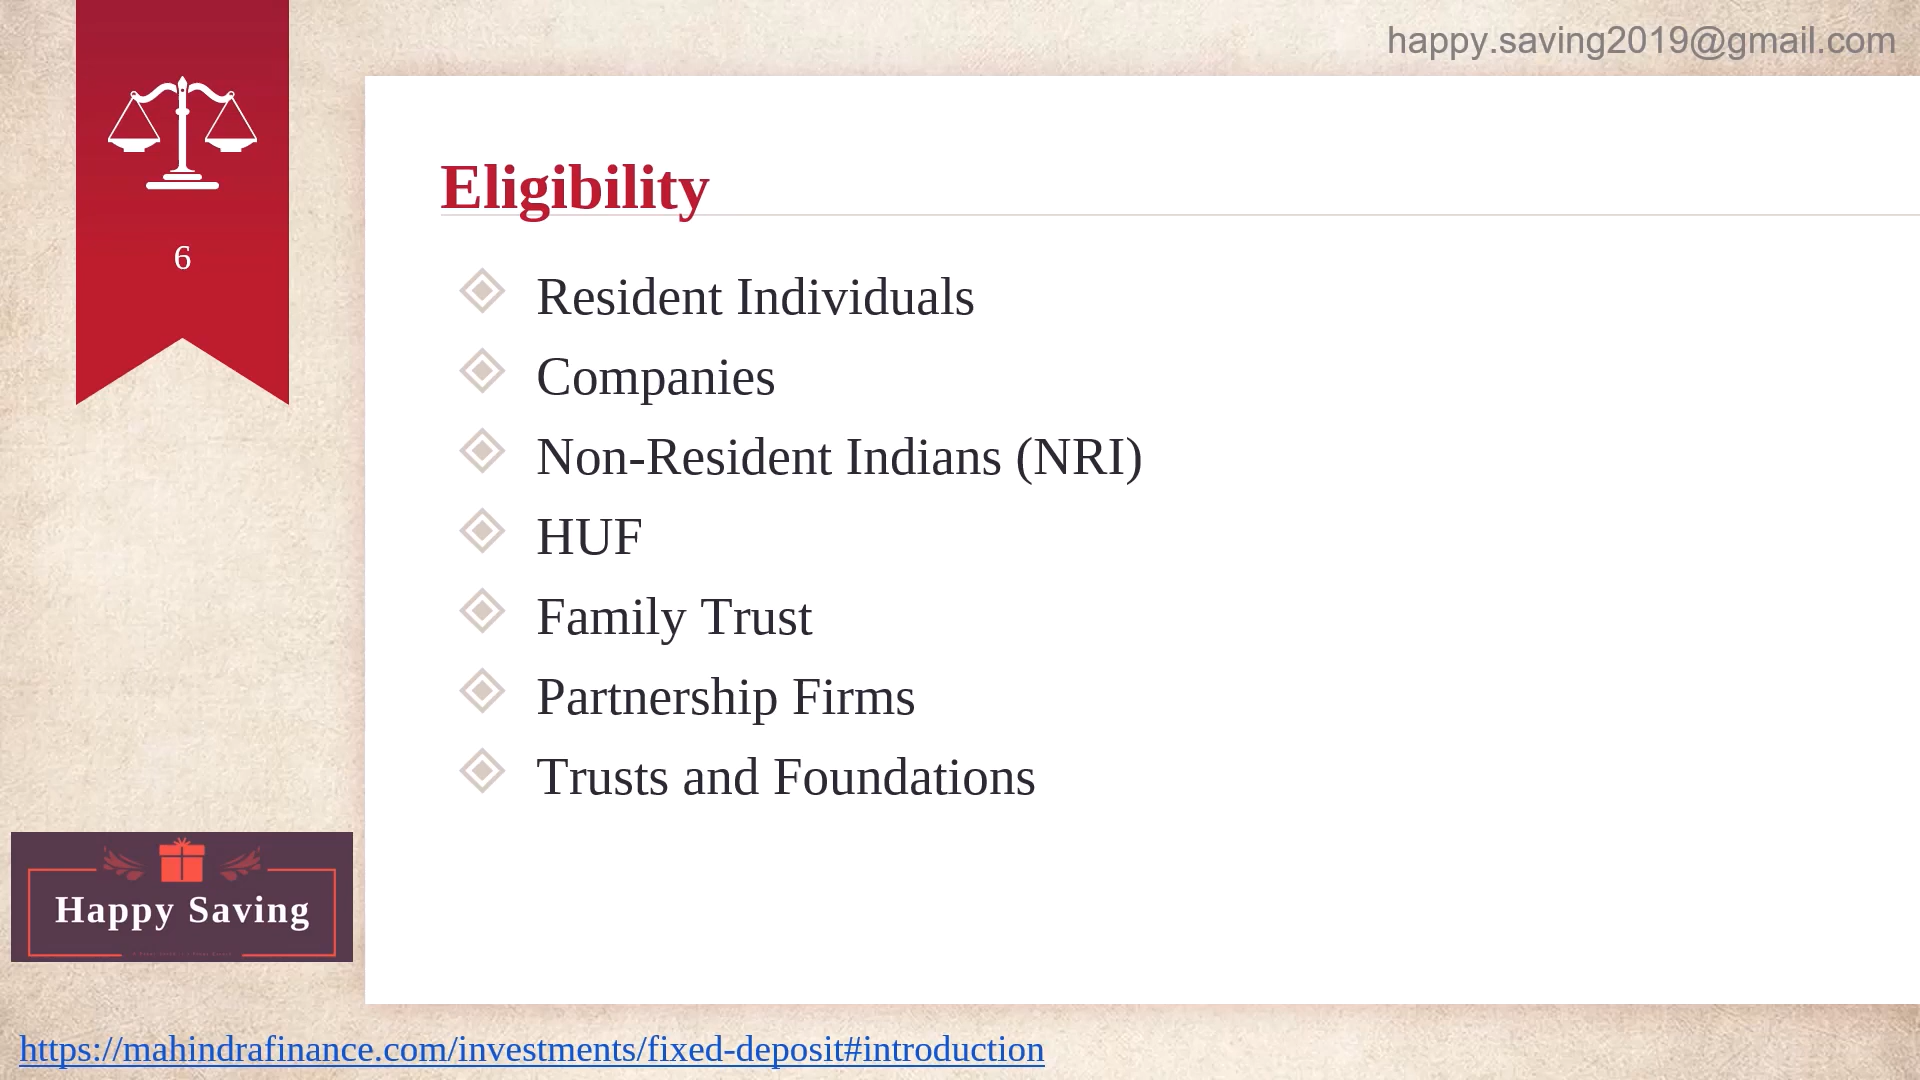 happy.saving2019@gmail.com
6
Eligibility
Resident Individuals
Companies
Non-Resident Indians (NRI)
HUF
Family Trust
Partnership Firms
Trusts and Foundations
Happy Saving
https://mahindrafinance.com/investments/fixed-deposit#introduction